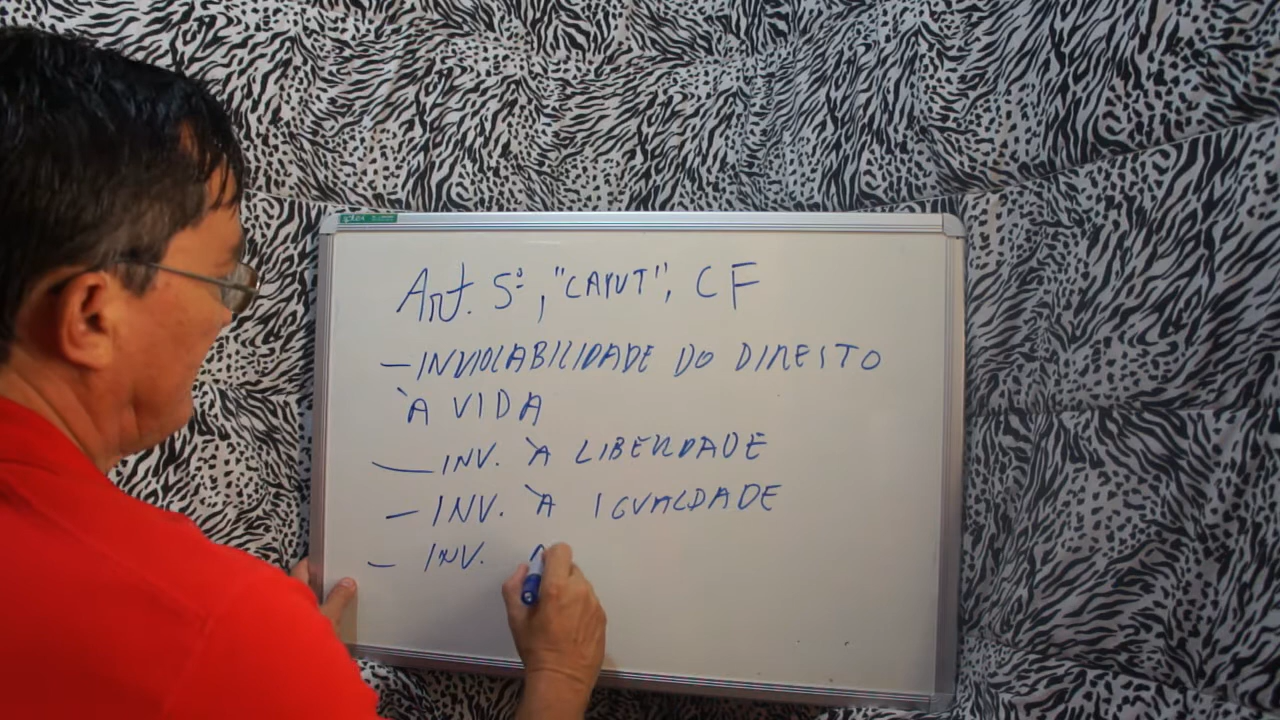 Art. 5º, "CAPUT", CF
— INVIOLABILIDADE DO DIREITO
À VIDA
— INV. À LIBERDADE
— INV. À IGUALDADE
— INV. A